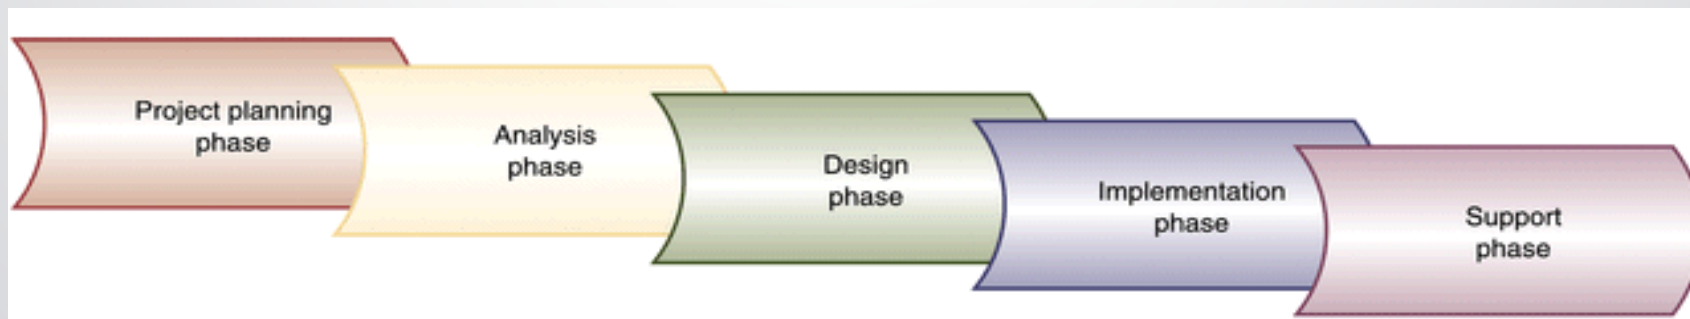 Project planning
phase
Analysis
phase
Design
phase
Implementation
phase
Support
phase